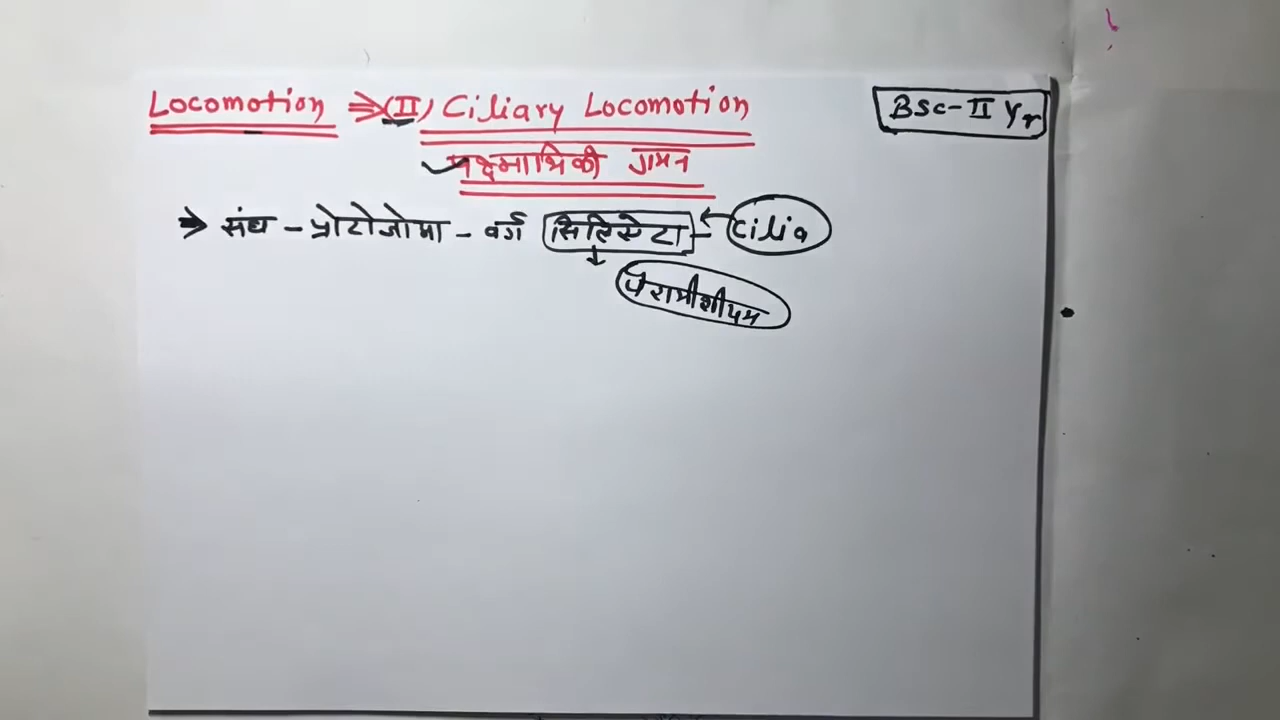 Locomotion ⇒ (II) Ciliary Locomotion
BSc-II Yr
पक्ष्माभिकी गमन
→ संघ - प्रोटोजोआ - वर्ग सिलिएटा - Cilia
पैरामीशीयम